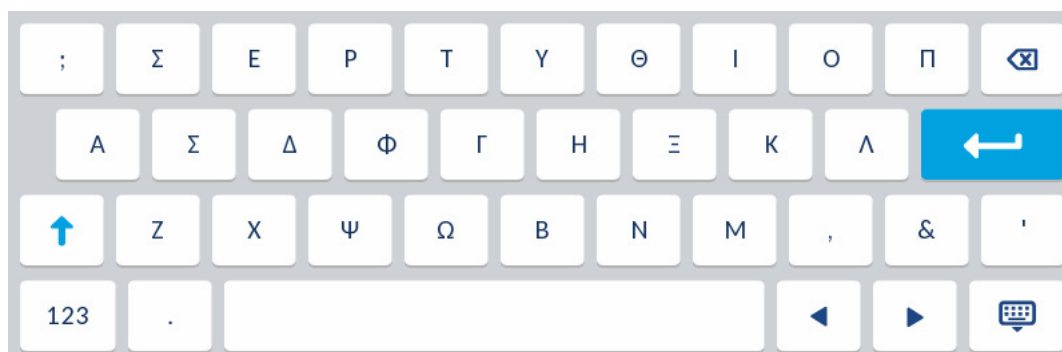 ; Σ Ε Ρ Τ Υ Θ Ι Ο Π
Α Σ Δ Φ Γ Η Ξ Κ Λ
Ζ Χ Ψ Ω Β Ν Μ , & '
123 .